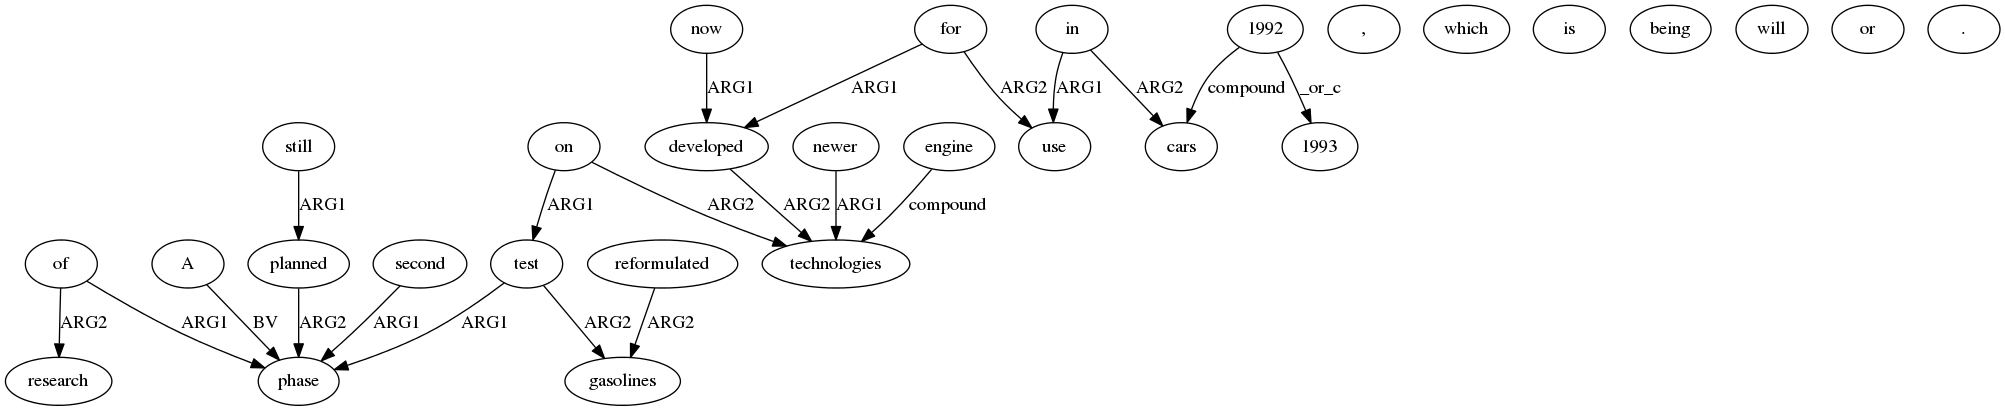 now for in 1992 , which is being will or .
ARG1 ARG1 ARG2 ARG1 ARG2 compound _or_c
still on developed newer engine use cars 1993
ARG1 ARG1 ARG2 ARG2 ARG1 compound
of A planned second test reformulated technologies
ARG2 ARG1 BV ARG2 ARG1 ARG1 ARG2 ARG2
research phase gasolines